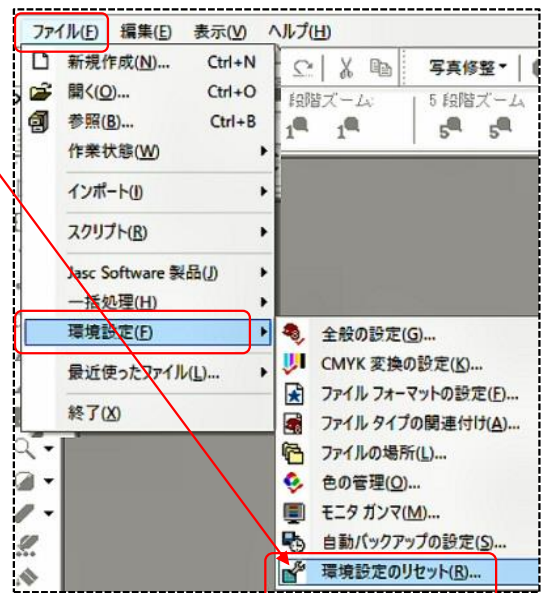 ファイル(F) 編集(E) 表示(V) ヘルプ(H)
新規作成(N)... Ctrl+N
開く(O)... Ctrl+O
参照(B)... Ctrl+B
作業状態(W)
インポート(I)
スクリプト(R)
Jasc Software 製品(J)
一括処理(H)
環境設定(F)
最近使ったファイル(L)...
終了(X)
写真修整
段階ズーム: 5 段階ズーム
1 1 5 5
全般の設定(G)...
CMYK 変換の設定(K)...
ファイル フォーマットの設定(F)...
ファイル タイプの関連付け(A)...
ファイルの場所(L)...
色の管理(O)...
モニタ ガンマ(M)...
自動バックアップの設定(S)...
環境設定のリセット(R)...